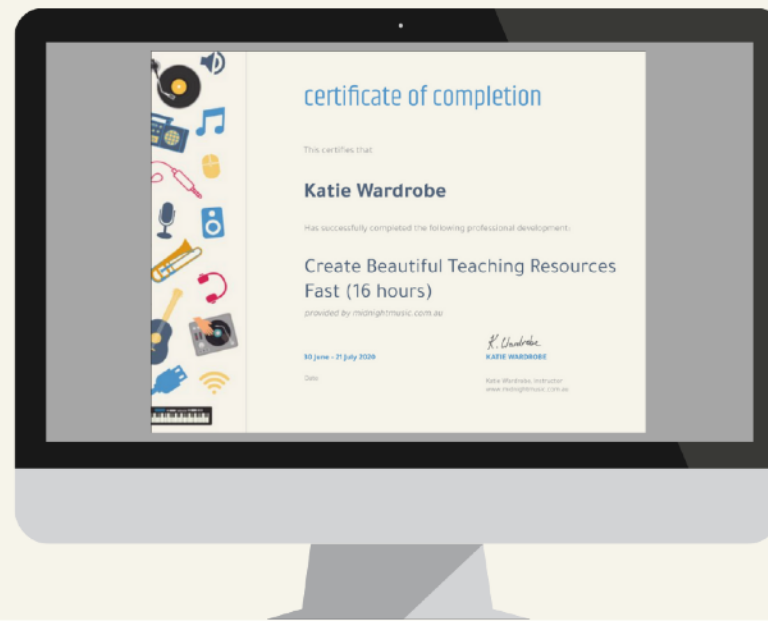 certificate of completion
This certifies that
Katie Wardrobe
Has successfully completed the following professional development:
Create Beautiful Teaching Resources
Fast (16 hours)
provided by midnightmusic.com.au
K. Wardrobe
30 June - 21 July 2020
KATIE WARDROBE
Date
Katie Wardrobe, Instructor
www.midnightmusic.com.au